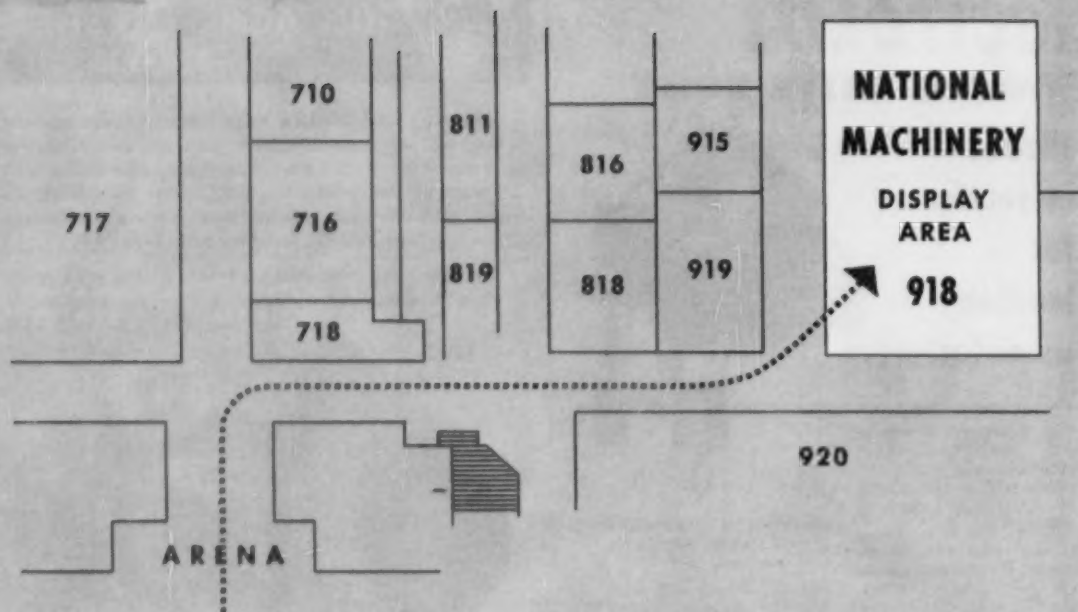 710
811
NATIONAL
MACHINERY
DISPLAY
AREA
918
915
816
717
716
819
818
919
718
920
ARENA